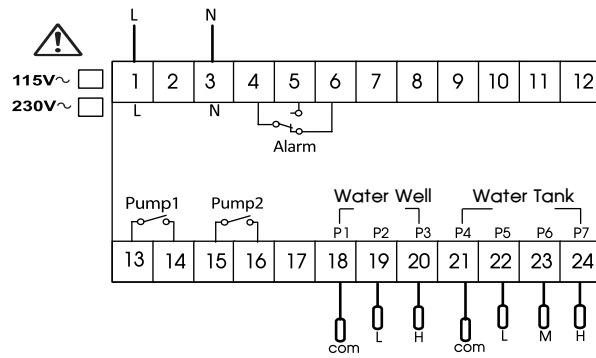 L N
115V~ 1 2 3 4 5 6 7 8 9 10 11 12
230V~ L N
Alarm
Pump1 Pump2 Water Well Water Tank
P1 P2 P3 P4 P5 P6 P7
13 14 15 16 17 18 19 20 21 22 23 24
com L H com L M H